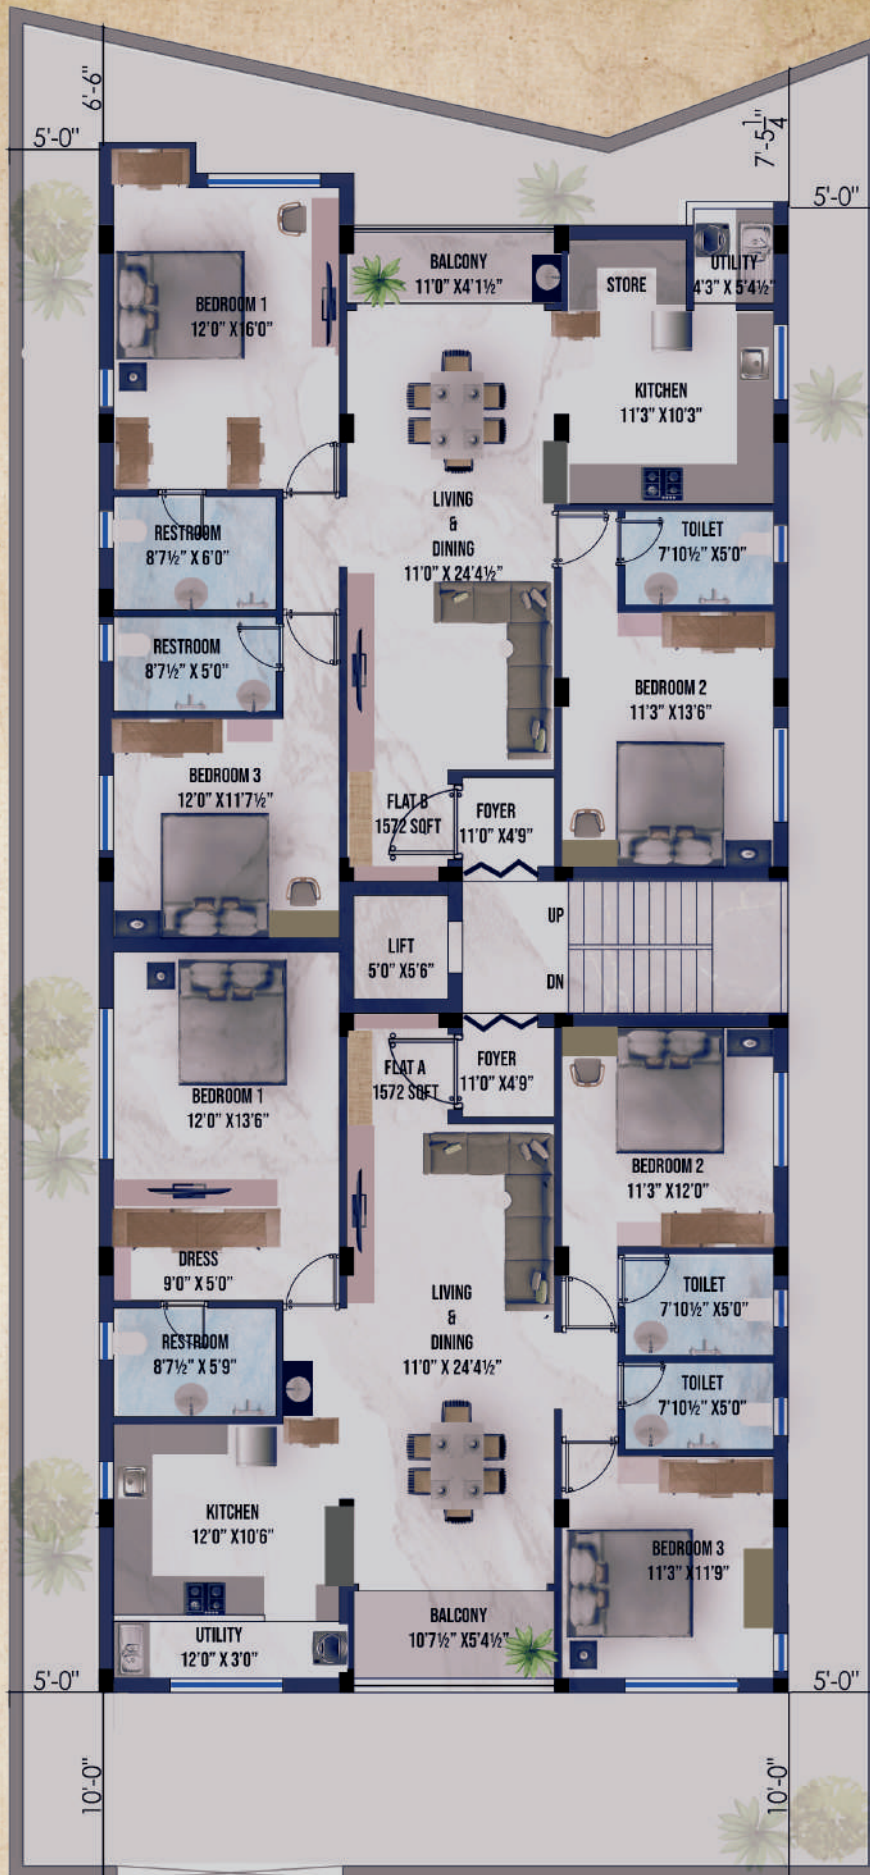 6'-6"
7'-5 1/4"
5'-0"
5'-0"
BALCONY
11'0" X4'1½"
STORE
UTILITY
4'3" X 5'4½"
BEDROOM 1
12'0" X16'0"
KITCHEN
11'3" X10'3"
LIVING
&
DINING
11'0" X 24'4½"
RESTROOM
8'7½" X 6'0"
TOILET
7'10½" X5'0"
RESTROOM
8'7½" X 5'0"
BEDROOM 2
11'3" X13'6"
BEDROOM 3
12'0" X11'7½"
FLAT B
1572 SQFT
FOYER
11'0" X4'9"
LIFT
5'0" X5'6"
UP
DN
FLAT A
1572 SQFT
FOYER
11'0" X4'9"
BEDROOM 1
12'0" X13'6"
BEDROOM 2
11'3" X12'0"
DRESS
9'0" X 5'0"
LIVING
&
DINING
11'0" X 24'4½"
TOILET
7'10½" X5'0"
RESTROOM
8'7½" X 5'9"
TOILET
7'10½" X5'0"
KITCHEN
12'0" X10'6"
BEDROOM 3
11'3" X11'9"
UTILITY
12'0" X 3'0"
BALCONY
10'7½" X5'4½"
5'-0"
5'-0"
10'-0"
10'-0"